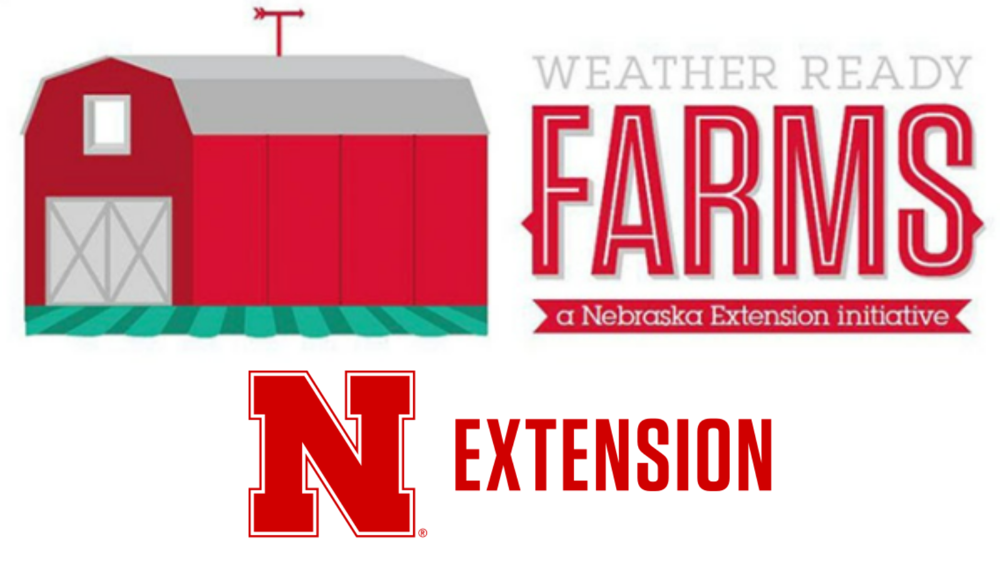 WEATHER READY
FARMS
a Nebraska Extension initiative
N® EXTENSION